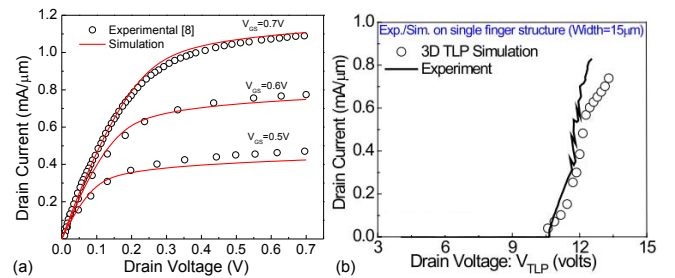 Drain Current (mA/μm)
1.2
1.0
0.8
0.6
0.4
0.2
0.0
Experimental [8]
Simulation
V_GS=0.7V
V_GS=0.6V
V_GS=0.5V
0.0 0.1 0.2 0.3 0.4 0.5 0.6 0.7
(a)
Drain Voltage (V)
Drain Current (mA/μm)
1.0
0.8
0.6
0.4
0.2
0.0
Exp./Sim. on single finger structure (Width=15μm)
3D TLP Simulation
Experiment
3 6 9 12 15
(b)
Drain Voltage: V_TLP (volts)